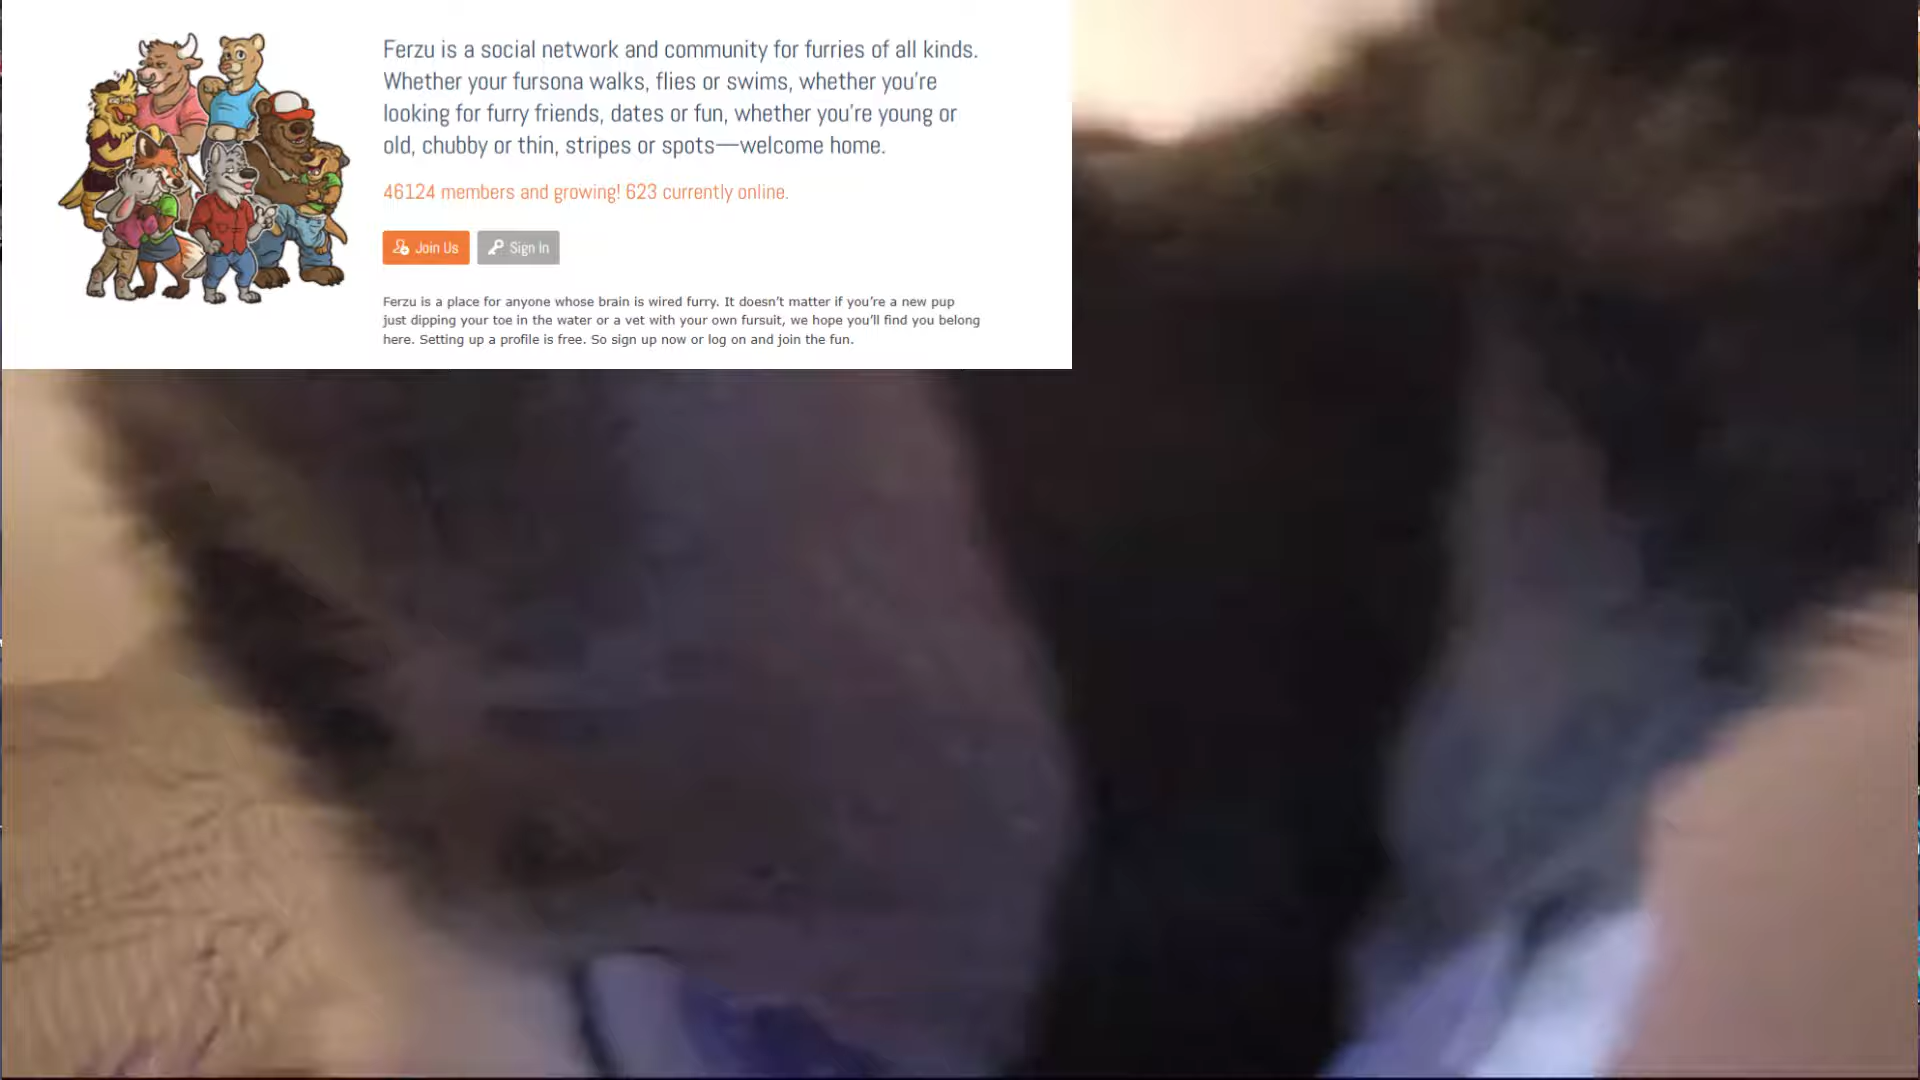 Ferzu is a social network and community for furries of all kinds.
Whether your fursona walks, flies or swims, whether you're
looking for furry friends, dates or fun, whether you're young or
old, chubby or thin, stripes or spots—welcome home.
46124 members and growing! 623 currently online.
Join Us
Sign In
Ferzu is a place for anyone whose brain is wired furry. It doesn't matter if you're a new pup
just dipping your toe in the water or a vet with your own fursuit, we hope you'll find you belong
here. Setting up a profile is free. So sign up now or log on and join the fun.